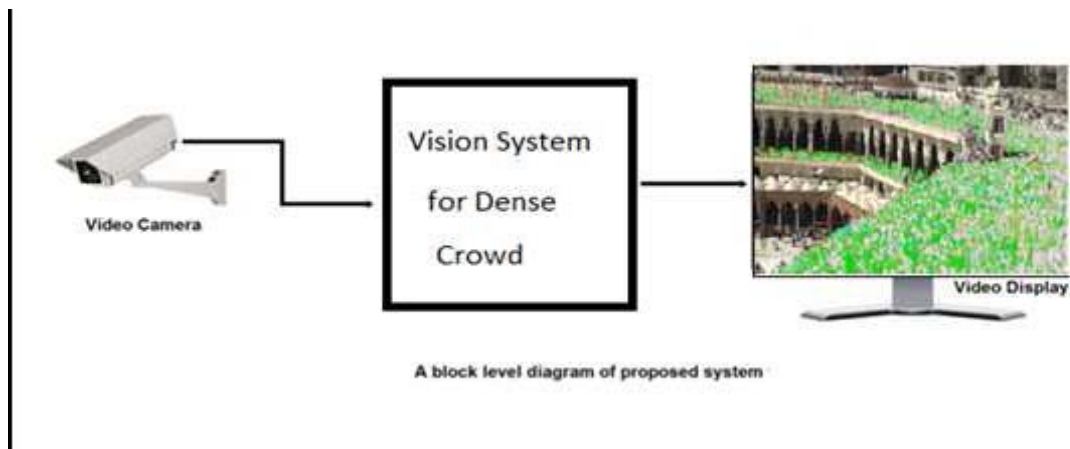 Vision System
for Dense
Crowd
Video Camera
Video Display
A block level diagram of proposed system